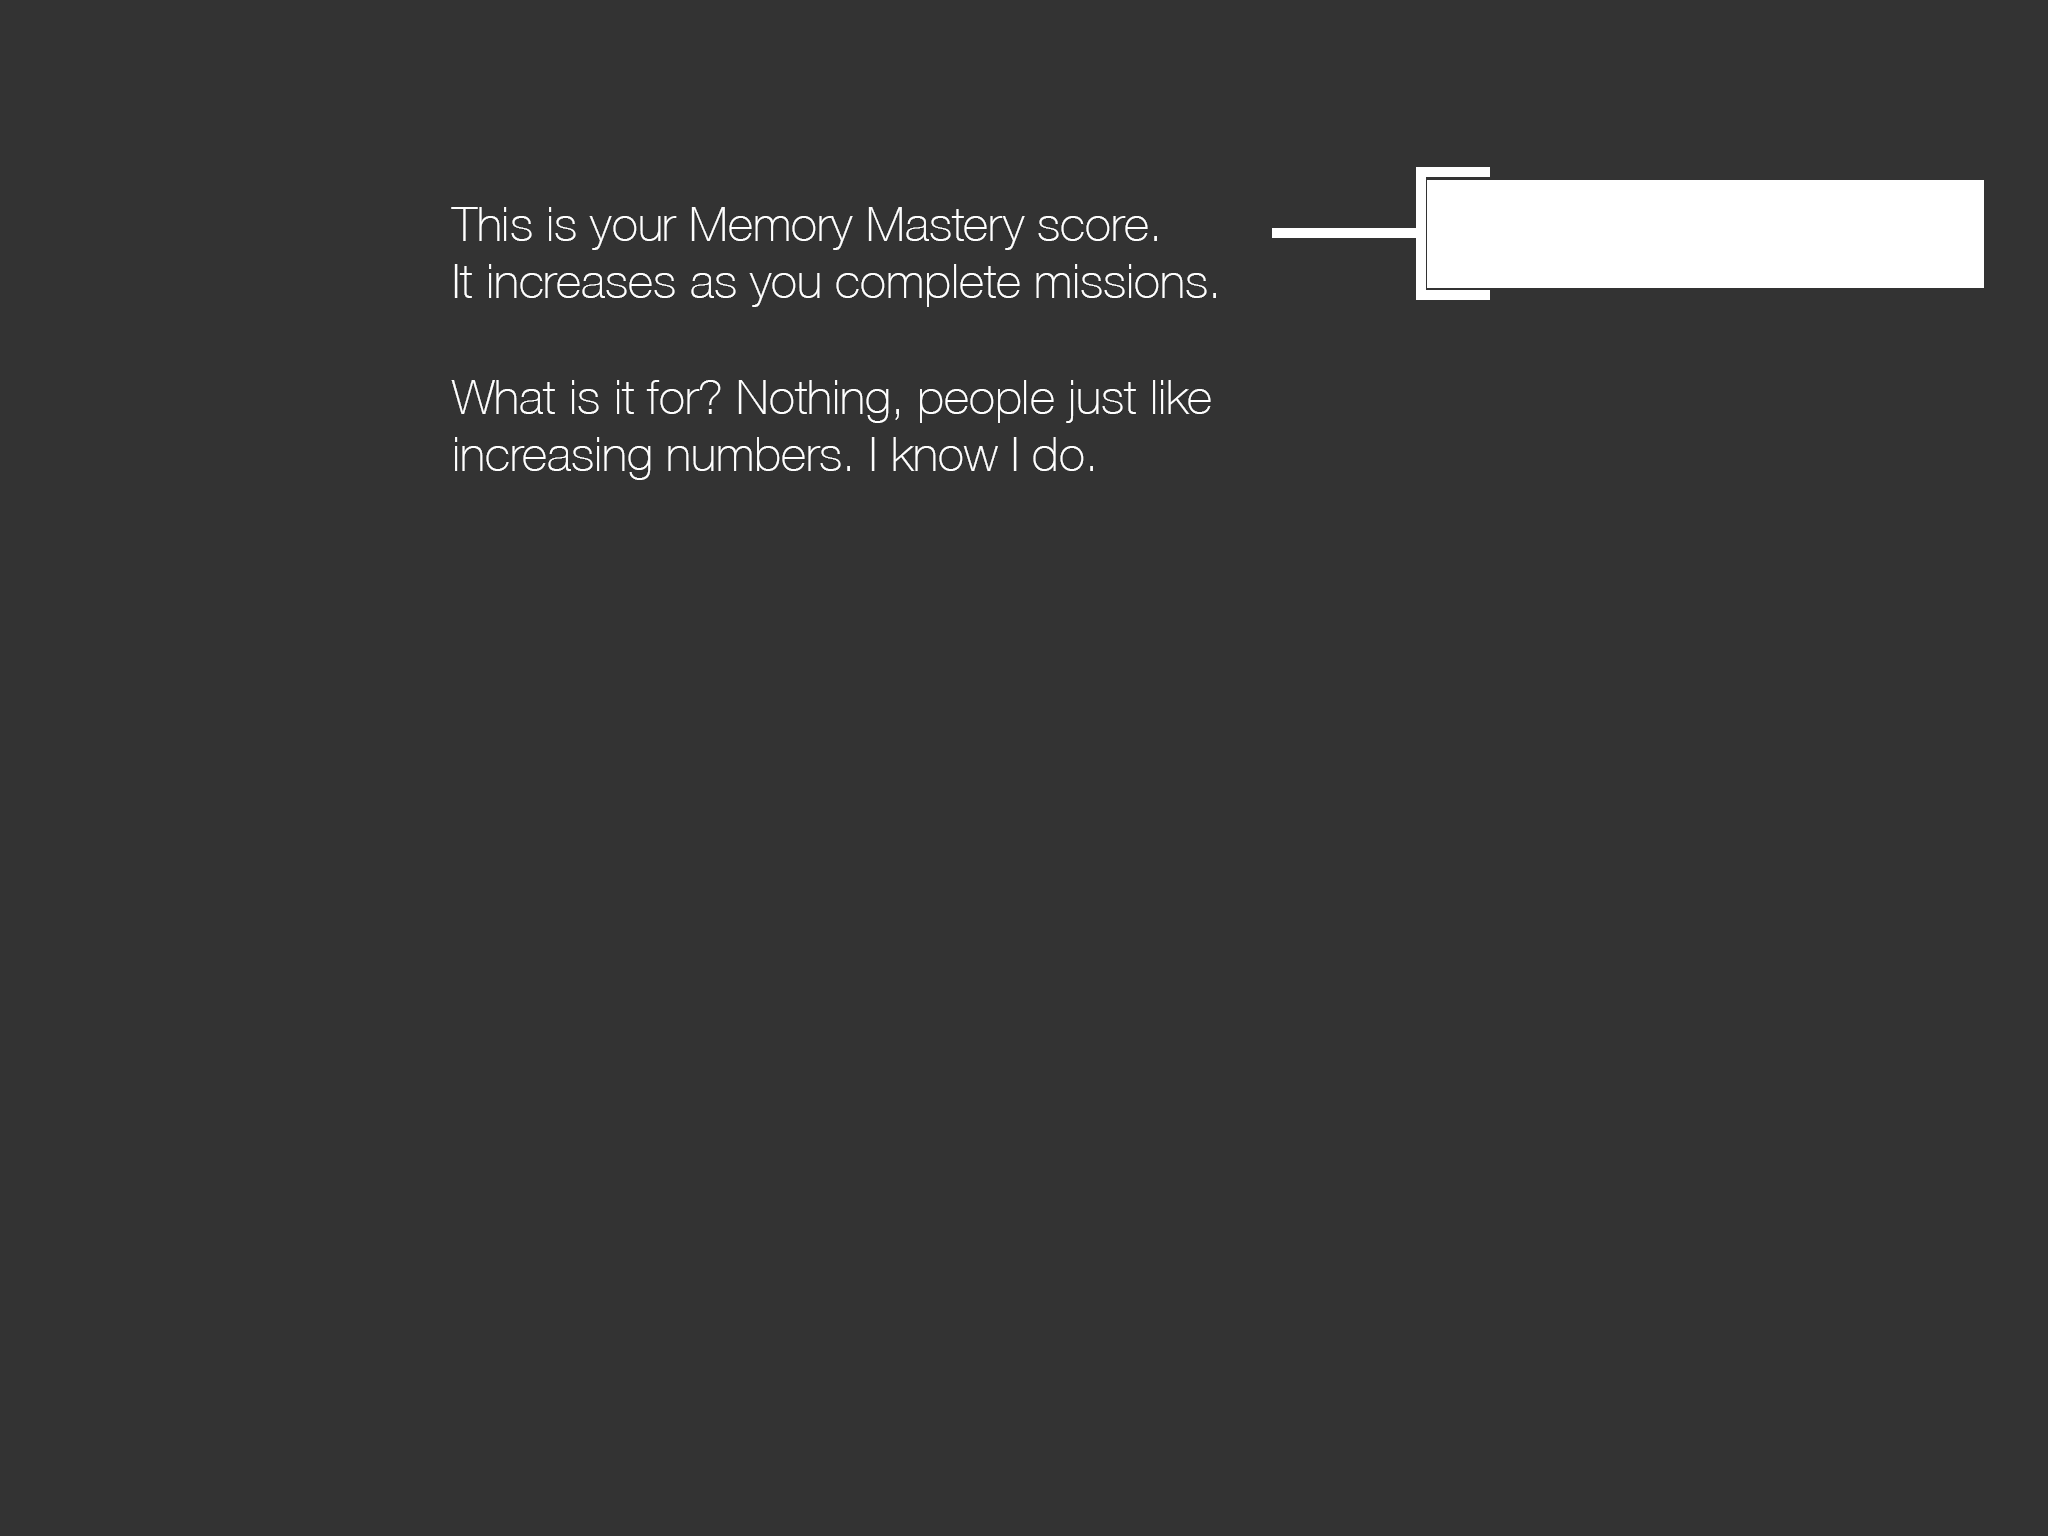 This is your Memory Mastery score.
It increases as you complete missions.
What is it for? Nothing, people just like
increasing numbers. I know I do.